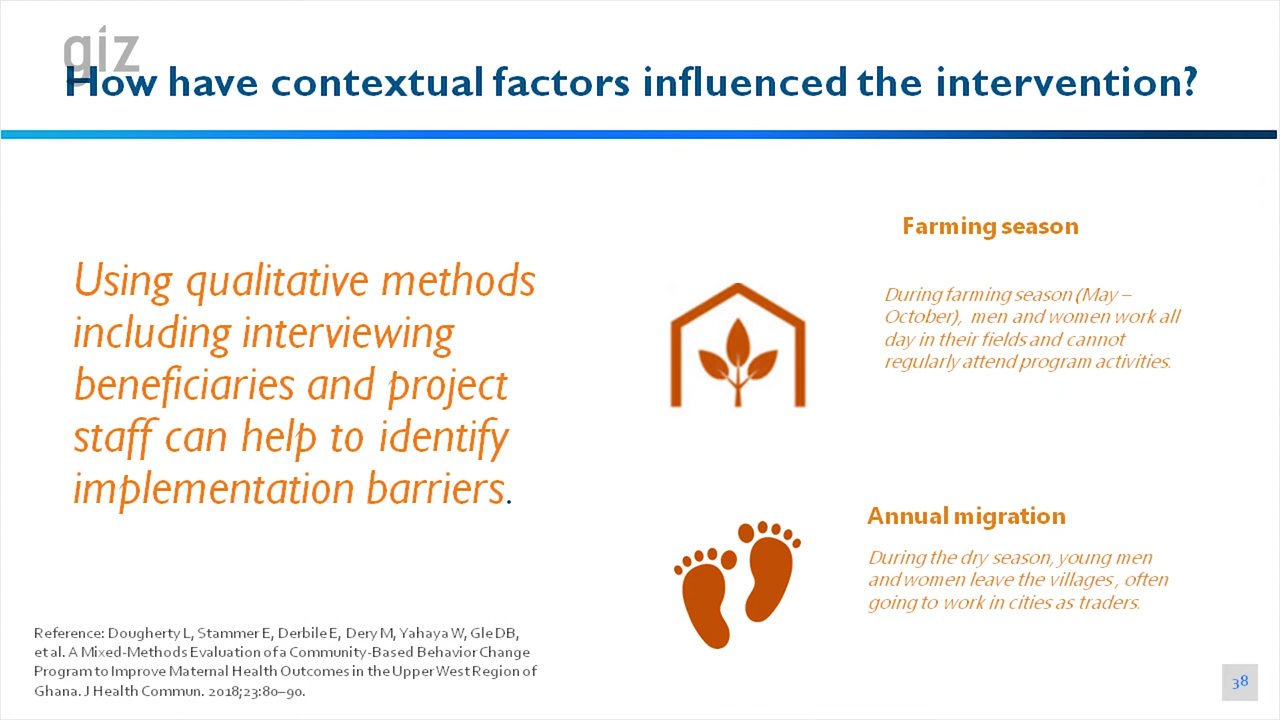 giz
How have contextual factors influenced the intervention?
Using qualitative methods
including interviewing
beneficiaries and project
staff can help to identify
implementation barriers.
Farming season
During farming season (May –
October), men and women work all
day in their fields and cannot
regularly attend program activities.
Annual migration
During the dry season, young men
and women leave the villages , often
going to work in cities as traders.
Reference: Dougherty L, Stammer E, Derbile E, Dery M, Yahaya W, Gle DB,
et al. A Mixed-Methods Evaluation of a Community-Based Behavior Change
Program to Improve Maternal Health Outcomes in the Upper West Region of
Ghana. J Health Commun. 2018;23:80–90.
38